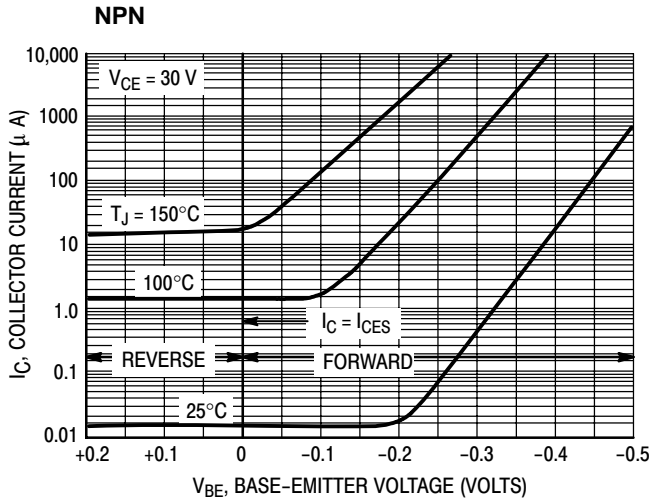 NPN
10,000
1000
100
10
1.0
0.1
0.01
I_C, COLLECTOR CURRENT (μ A)
V_CE = 30 V
T_J = 150°C
100°C
I_C = I_CES
REVERSE
FORWARD
25°C
+0.2 +0.1 0 −0.1 −0.2 −0.3 −0.4 −0.5
V_BE, BASE−EMITTER VOLTAGE (VOLTS)